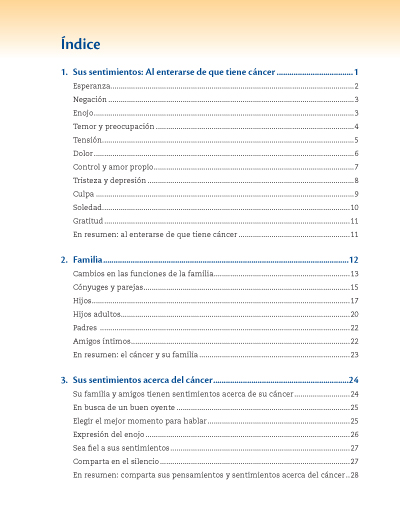 Índice
1. Sus sentimientos: Al enterarse de que tiene cáncer 1
Esperanza 2
Negación 3
Enojo 3
Temor y preocupación 4
Tensión 5
Dolor 6
Control y amor propio 7
Tristeza y depresión 8
Culpa 9
Soledad 10
Gratitud 11
En resumen: al enterarse de que tiene cáncer 11
2. Familia 12
Cambios en las funciones de la familia 13
Cónyuges y parejas 15
Hijos 17
Hijos adultos 20
Padres 22
Amigos íntimos 22
En resumen: el cáncer y su familia 23
3. Sus sentimientos acerca del cáncer 24
Su familia y amigos tienen sentimientos acerca de su cáncer 24
En busca de un buen oyente 25
Elegir el mejor momento para hablar 25
Expresión del enojo 26
Sea fiel a sus sentimientos 27
Comparta en el silencio 27
En resumen: comparta sus pensamientos y sentimientos acerca del cáncer 28